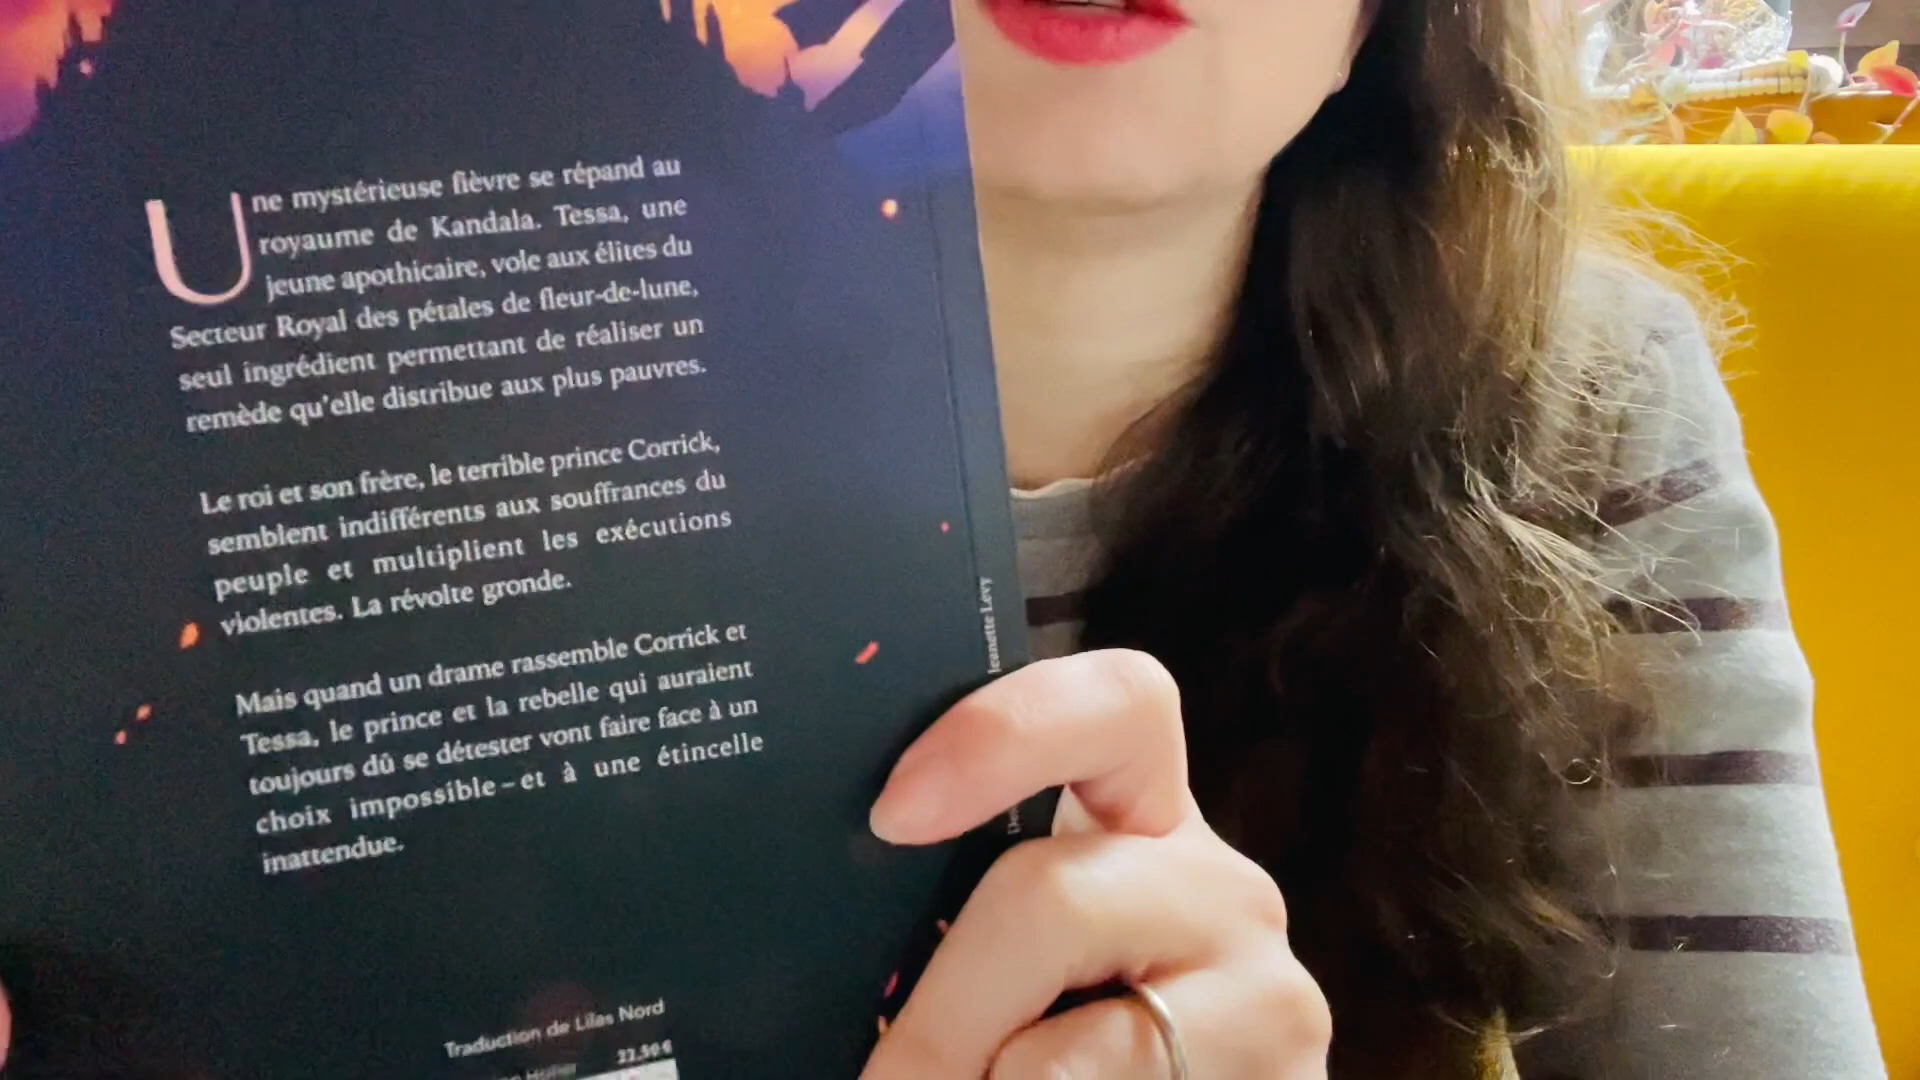 Une mystérieuse fièvre se répand au
royaume de Kandala. Tessa, une
jeune apothicaire, vole aux élites du
Secteur Royal des pétales de fleur-de-lune,
seul ingrédient permettant de réaliser un
remède qu'elle distribue aux plus pauvres.
Le roi et son frère, le terrible prince Corrick,
semblent indifférents aux souffrances du
peuple et multiplient les exécutions
violentes. La révolte gronde.
Mais quand un drame rassemble Corrick et
Tessa, le prince et la rebelle qui auraient
toujours dû se détester vont faire face à un
choix impossible – et à une étincelle
inattendue.
Traduction de Lilas Nord
22,50 €
Jeanette Levy